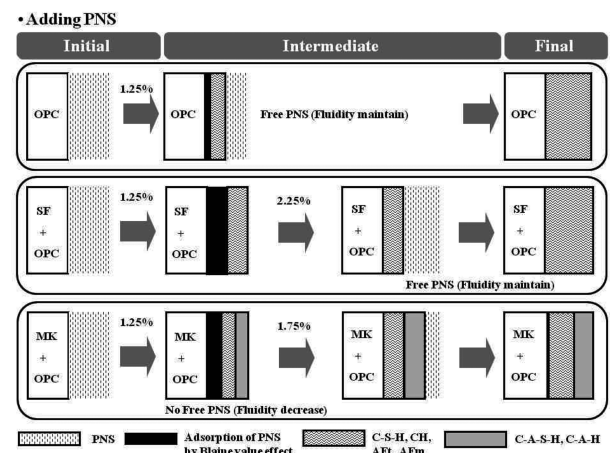 • Adding PNS
Initial Intermediate Final
1.25%
OPC OPC Free PNS (Fluidity maintain) OPC
1.25% 2.25%
SF SF SF SF
+ + + +
OPC OPC OPC OPC
Free PNS (Fluidity maintain)
1.25% 1.75%
MK MK MK MK
+ + + +
OPC OPC OPC OPC
No Free PNS (Fluidity decrease)
PNS Adsorption of PNS C-S-H, CH, C-A-S-H, C-A-H
by Blaine value effect AFt, AFm